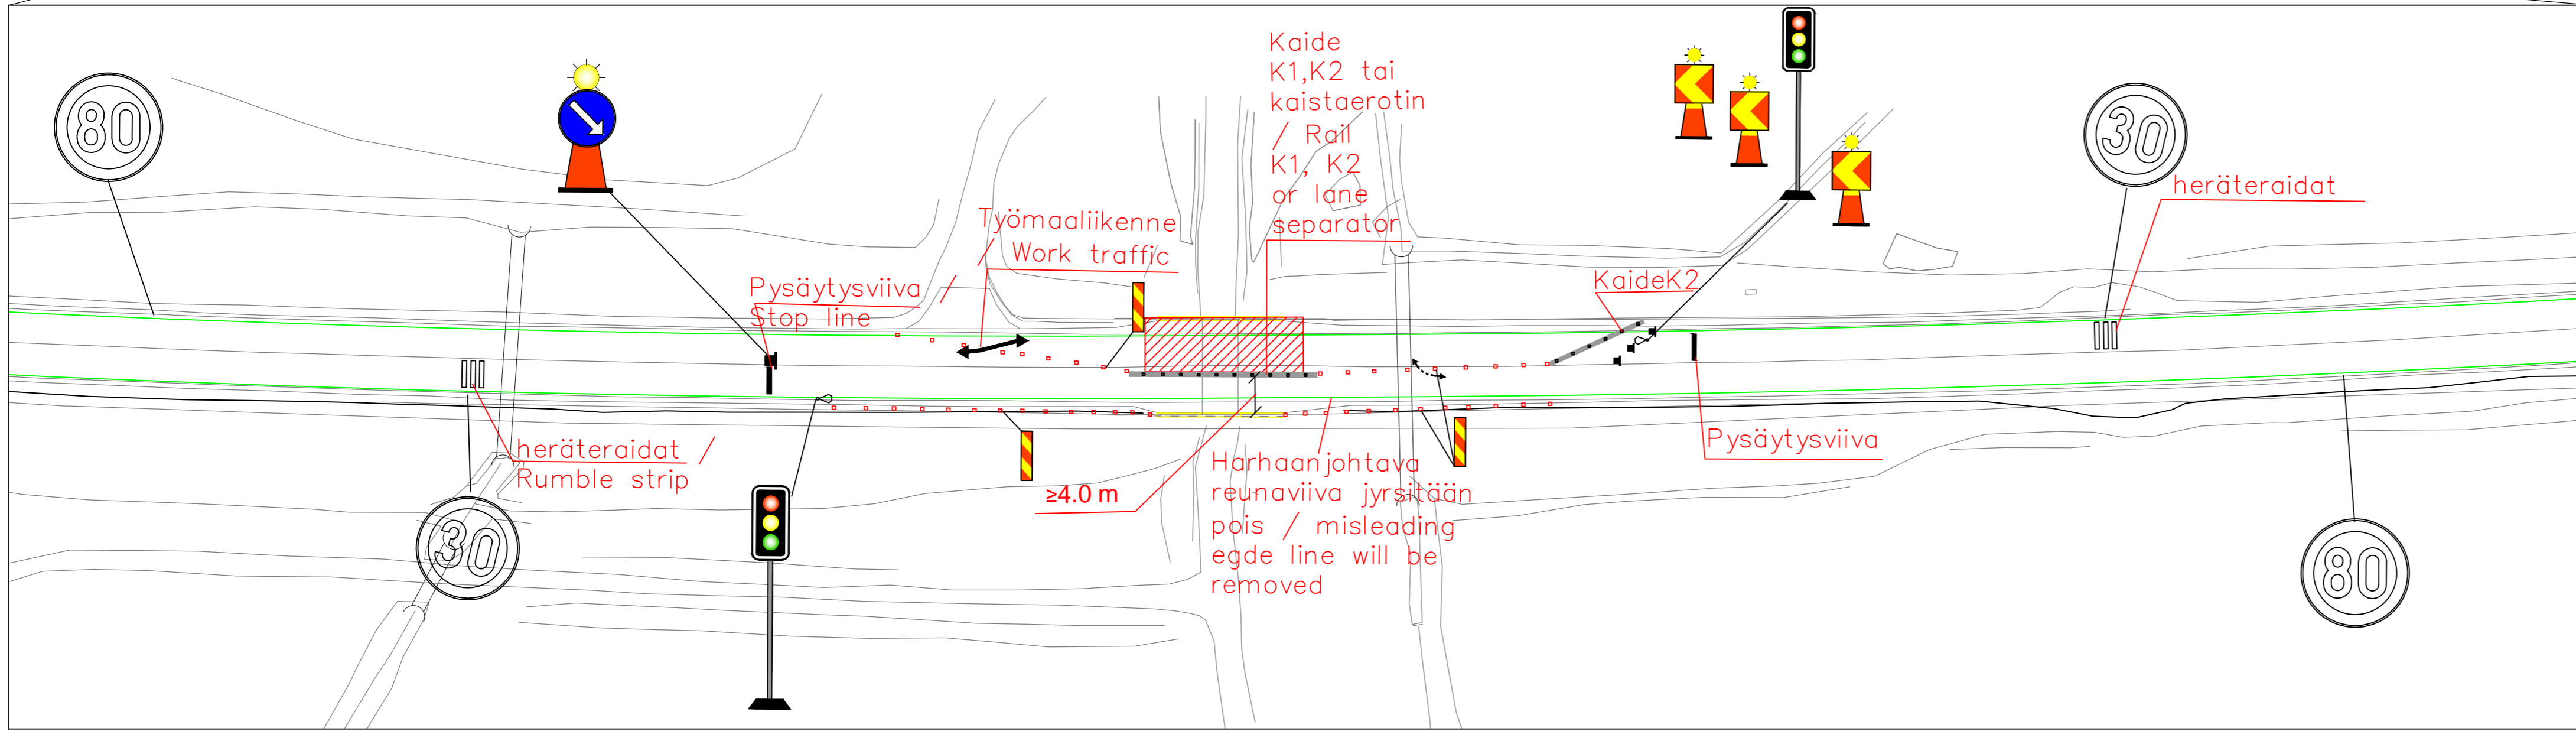 80
Kaide
K1,K2 tai
kaistaerotin
/ Rail
K1, K2
or lane
separator
30
heräteraidat
Työmaaliikenne
/ Work traffic
Pysäytysviiva /
Stop line
KaideK2
heräteraidat /
Rumble strip
30
≥4.0 m
Harhaanjohtava
reunaviiva jyrsitään
pois / misleading
egde line will be
removed
Pysäytysviiva
80